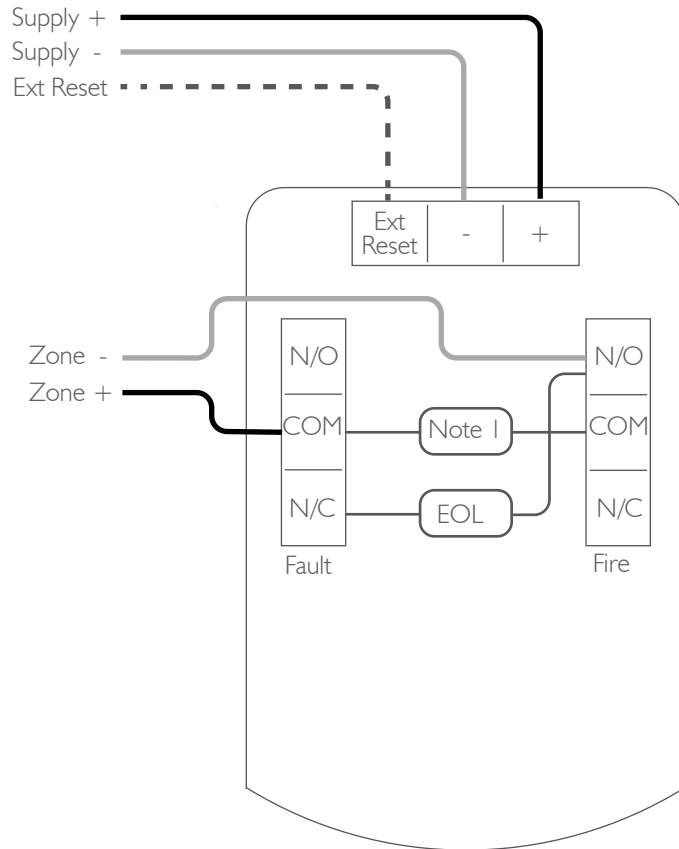 Supply +
Supply -
Ext Reset
Ext
Reset
-
+
Zone -
Zone +
N/O
COM
N/C
Fault
Note 1
EOL
N/O
COM
N/C
Fire